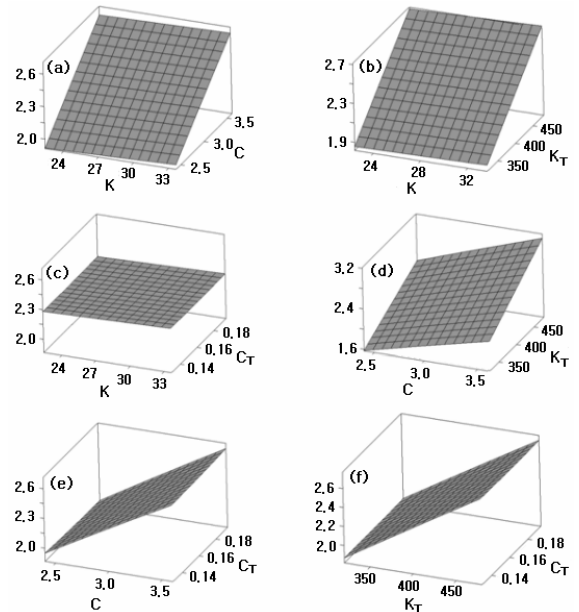 (a)
2.6
2.3
2.0
24 27 30 33
K
2.5 3.0 3.5
C
(b)
2.7
2.3
1.9
24 28 32
K
350 400 450
K_T
(c)
2.6
2.3
2.0
24 27 30 33
K
0.14 0.16 0.18
C_T
(d)
3.2
2.4
1.6
2.5 3.0 3.5
C
350 400 450
K_T
(e)
2.6
2.3
2.0
2.5 3.0 3.5
C
0.14 0.16 0.18
C_T
(f)
2.6
2.4
2.2
2.0
350 400 450
K_T
0.14 0.16 0.18
C_T